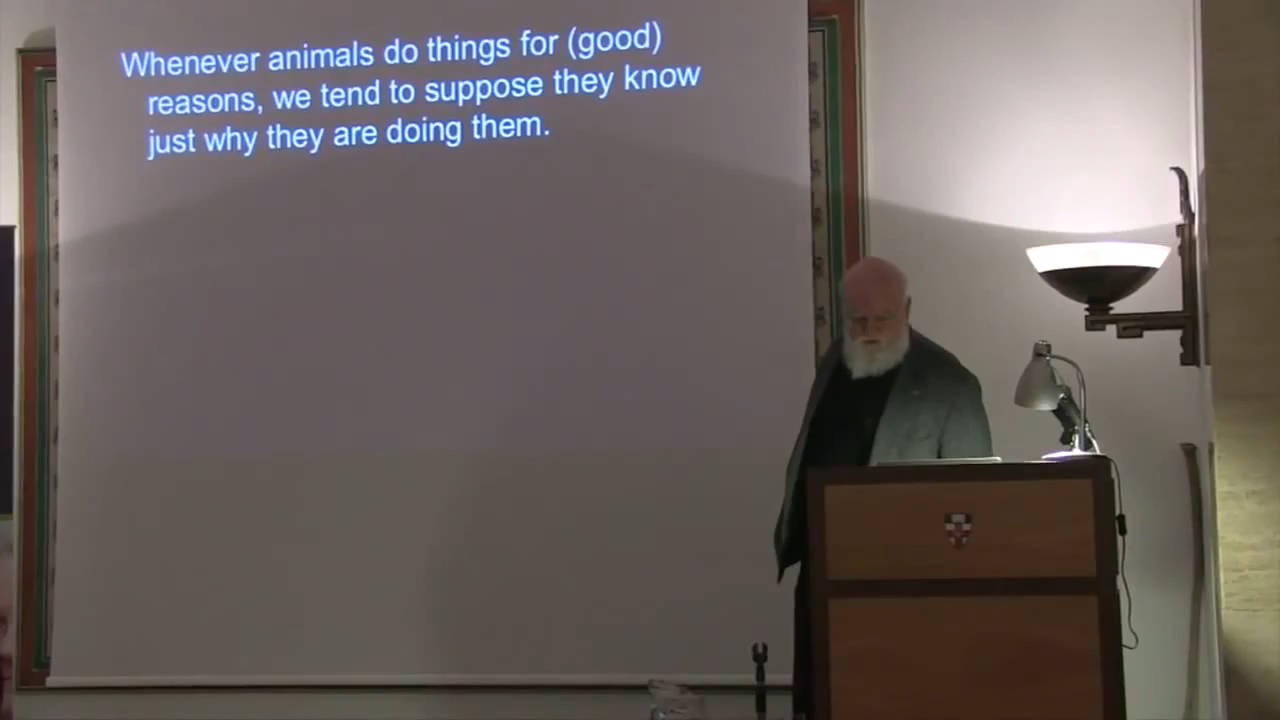 Whenever animals do things for (good)
reasons, we tend to suppose they know
just why they are doing them.